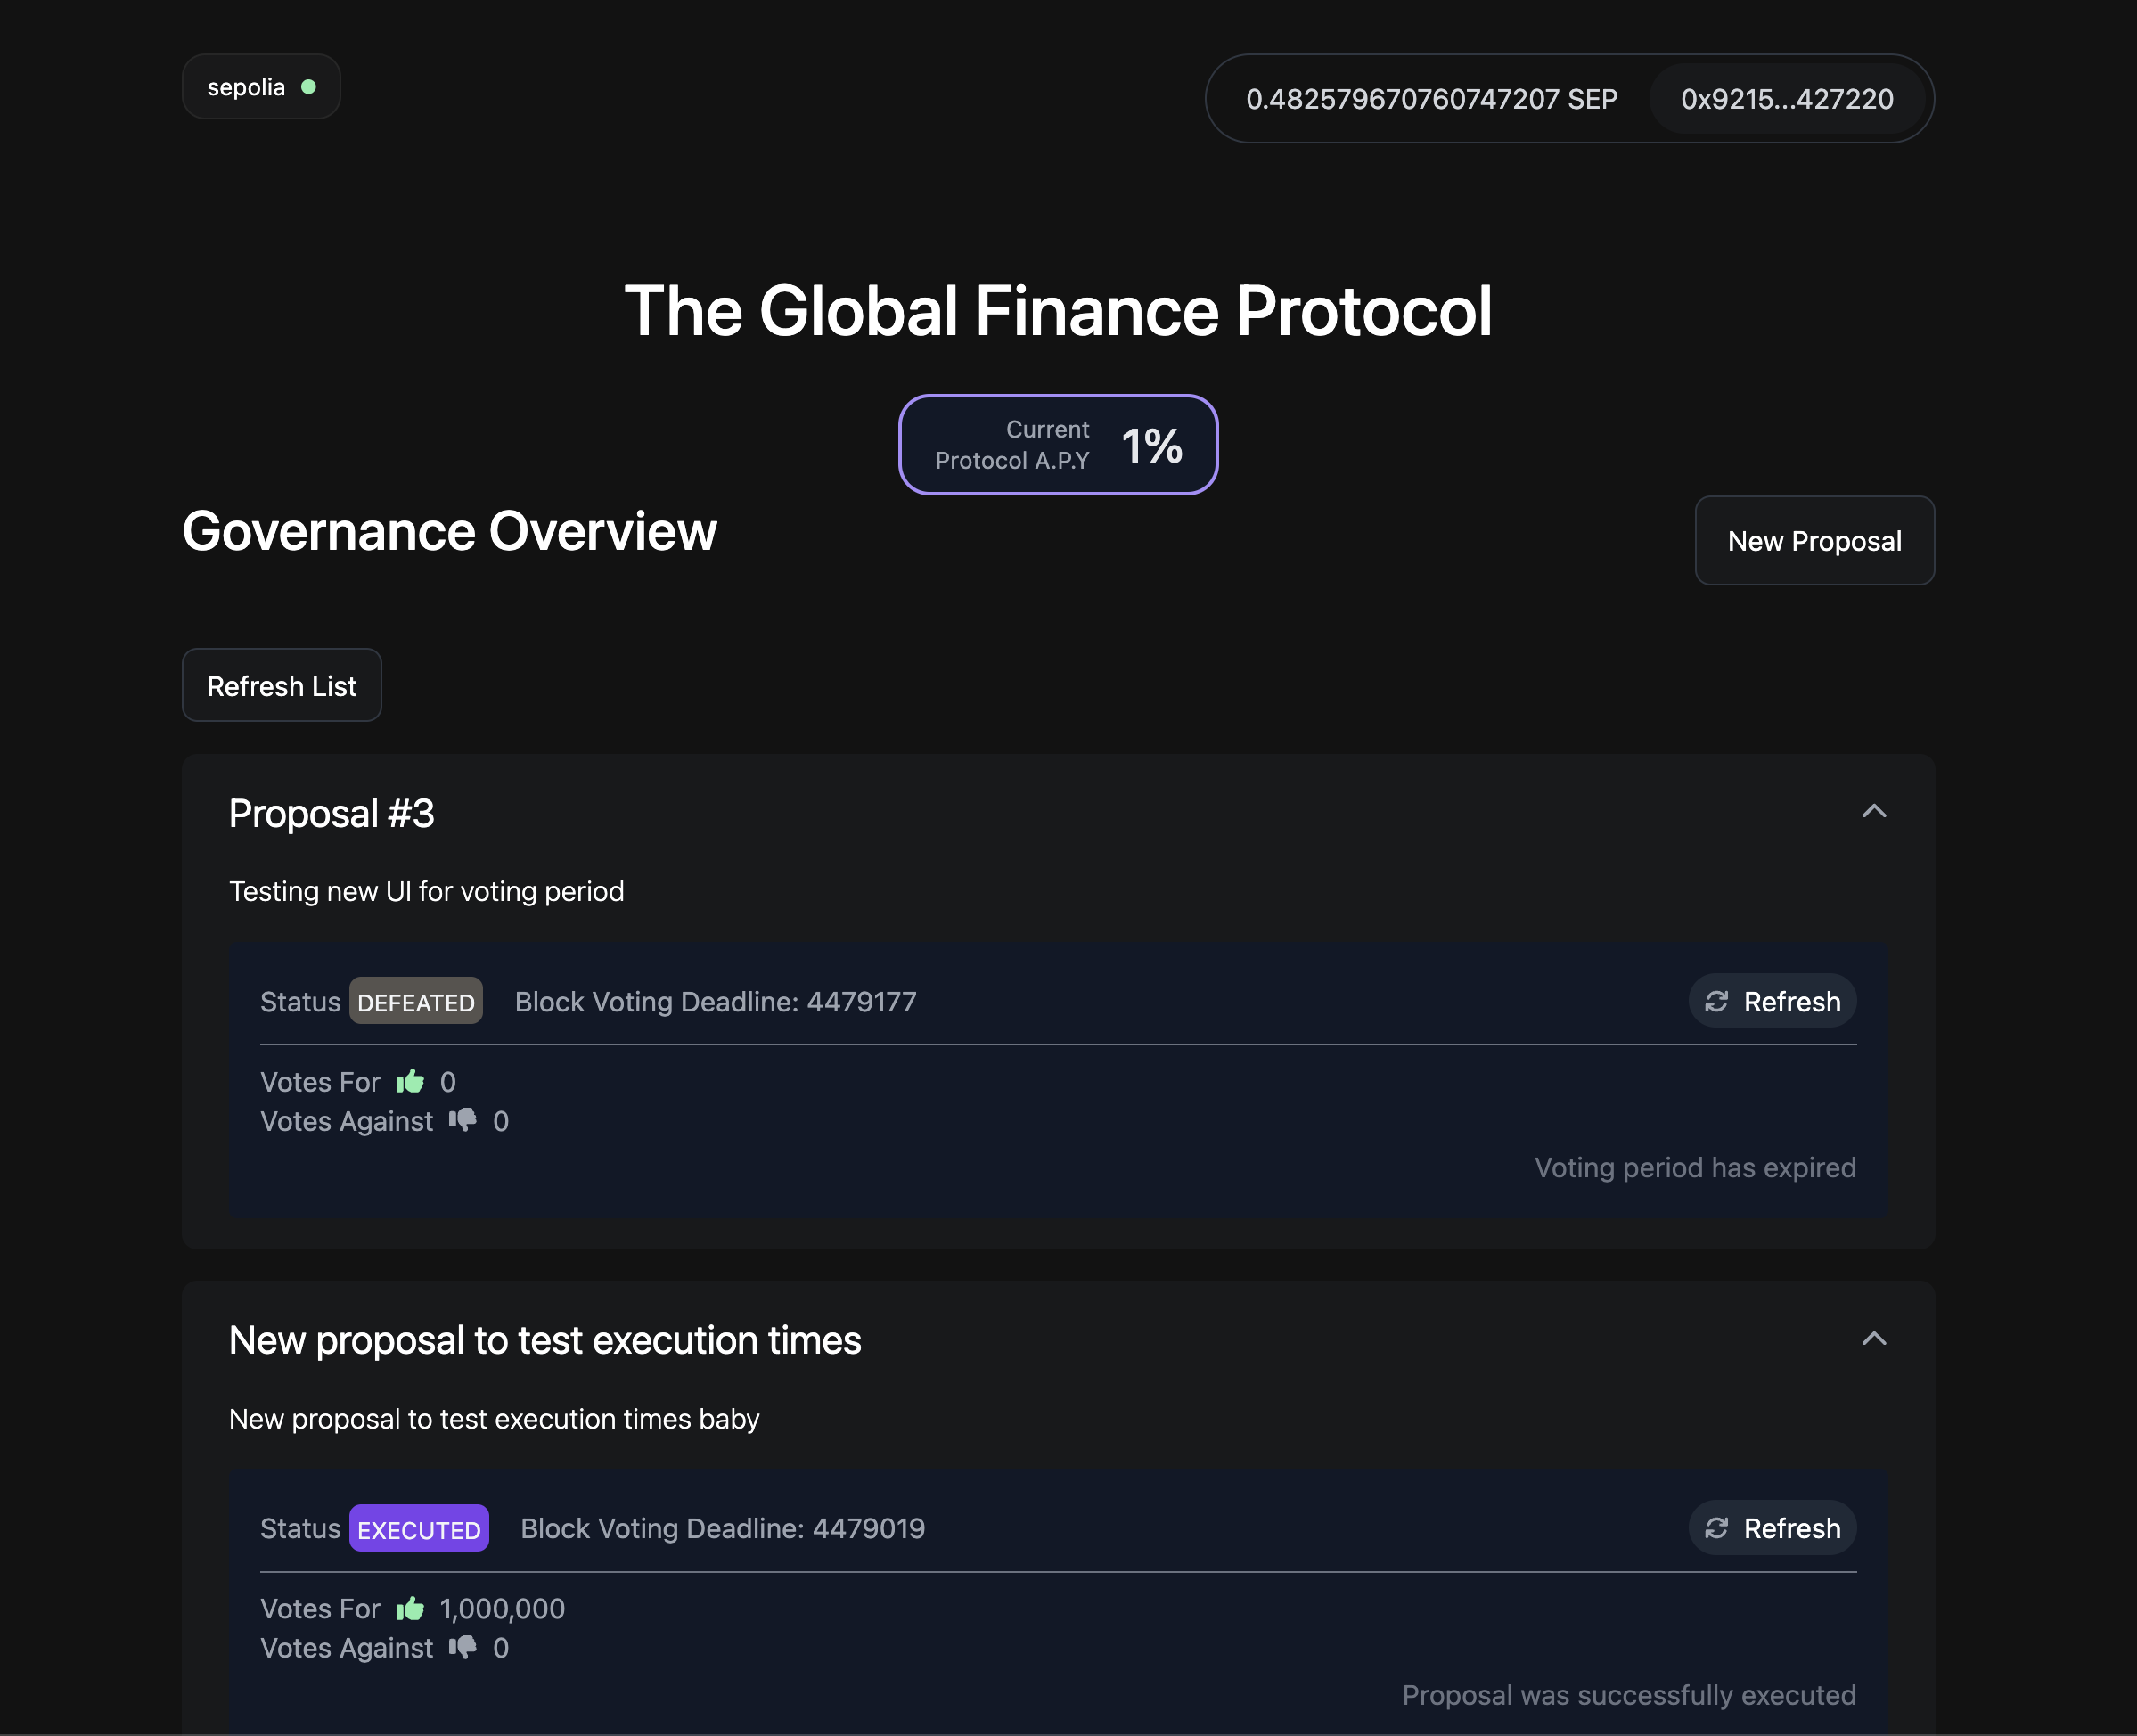 sepolia
0.482579670760747207 SEP
0x9215...427220
The Global Finance Protocol
Current
Protocol A.P.Y
1%
Governance Overview
New Proposal
Refresh List
Proposal #3
Testing new UI for voting period
Status DEFEATED Block Voting Deadline: 4479177
Refresh
Votes For 0
Votes Against 0
Voting period has expired
New proposal to test execution times
New proposal to test execution times baby
Status EXECUTED Block Voting Deadline: 4479019
Refresh
Votes For 1,000,000
Votes Against 0
Proposal was successfully executed